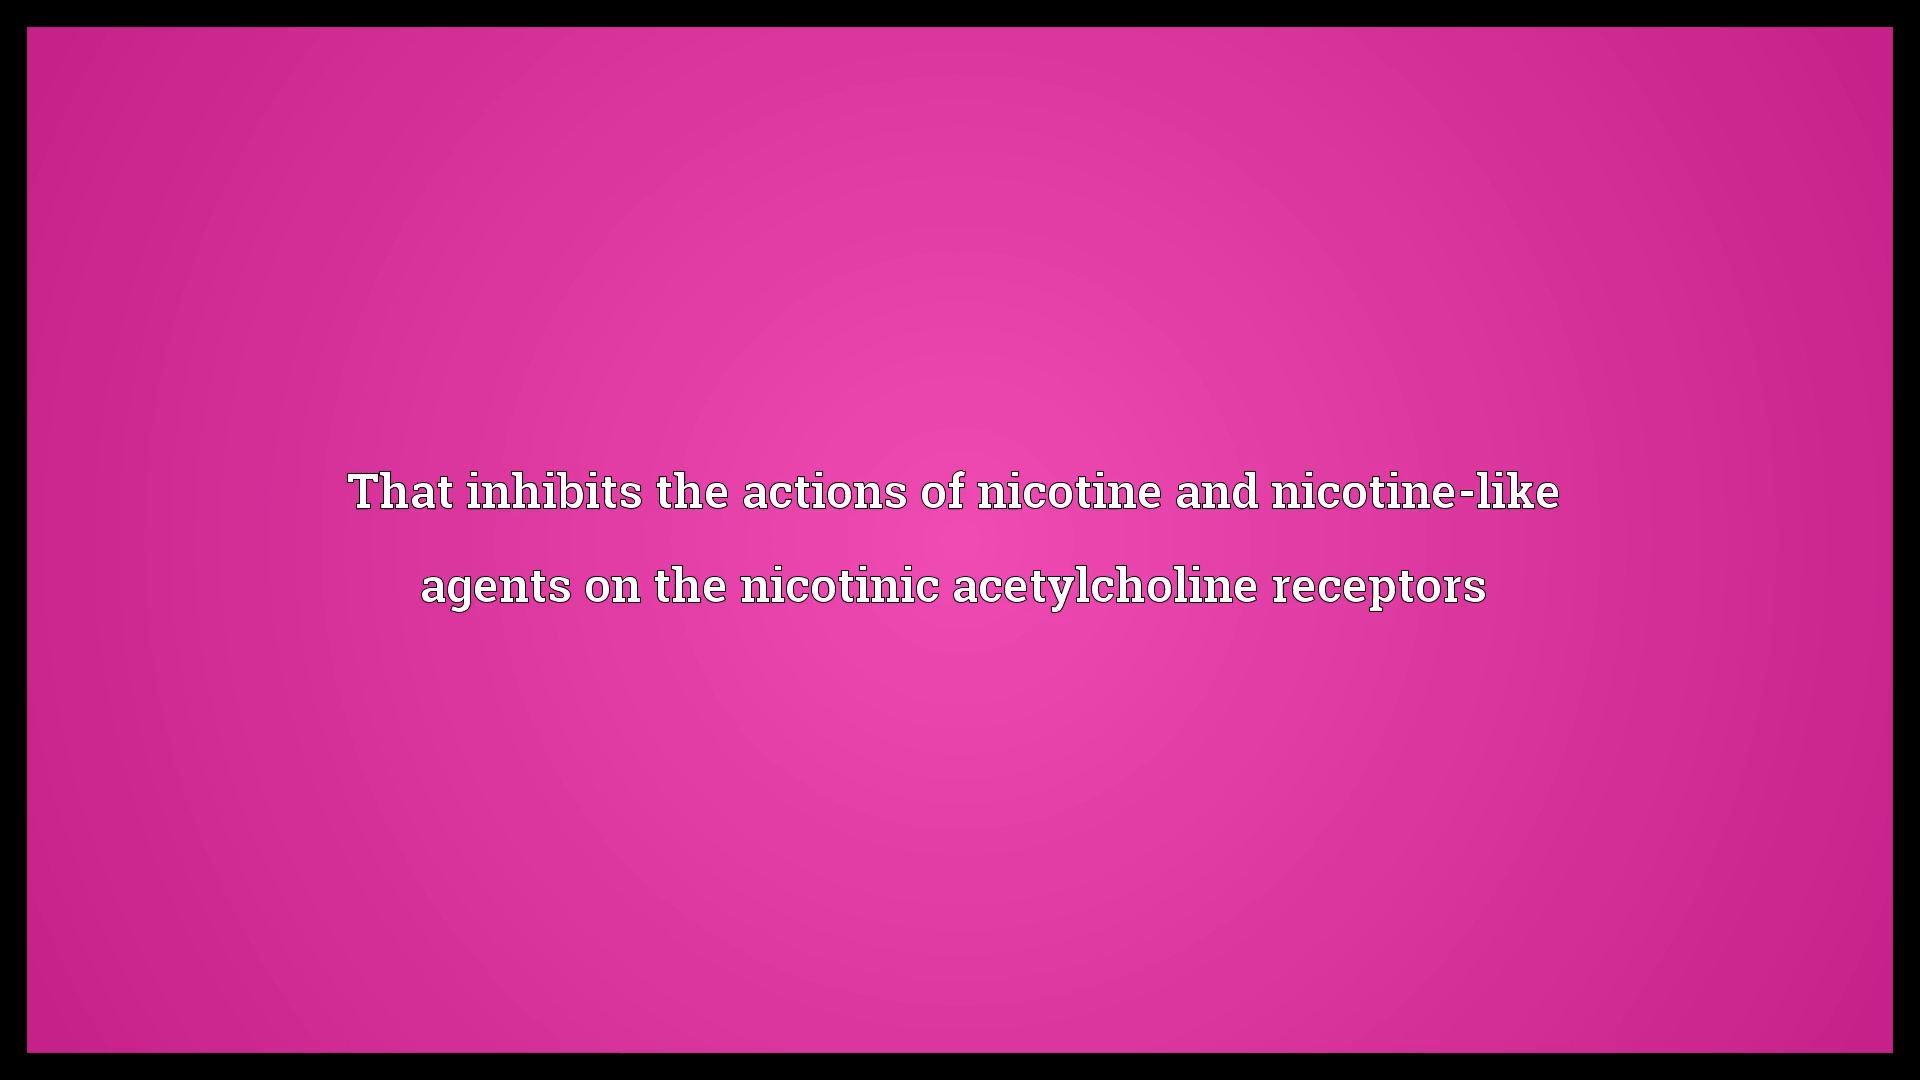 That inhibits the actions of nicotine and nicotine-like
agents on the nicotinic acetylcholine receptors